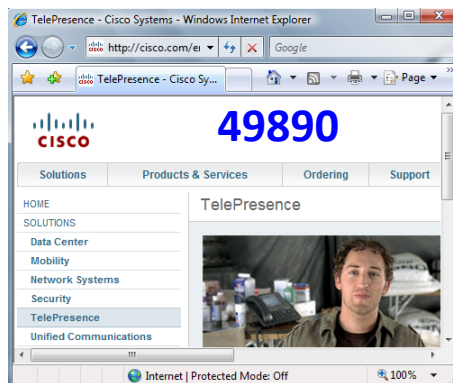 TelePresence - Cisco Systems - Windows Internet Explorer
http://cisco.com/ Google
TelePresence - Cisco Sy... Page
CISCO
49890
Solutions Products & Services Ordering Support
TelePresence
HOME
SOLUTIONS
Data Center
Mobility
Network Systems
Security
TelePresence
Unified Communications
Internet | Protected Mode: Off 100%